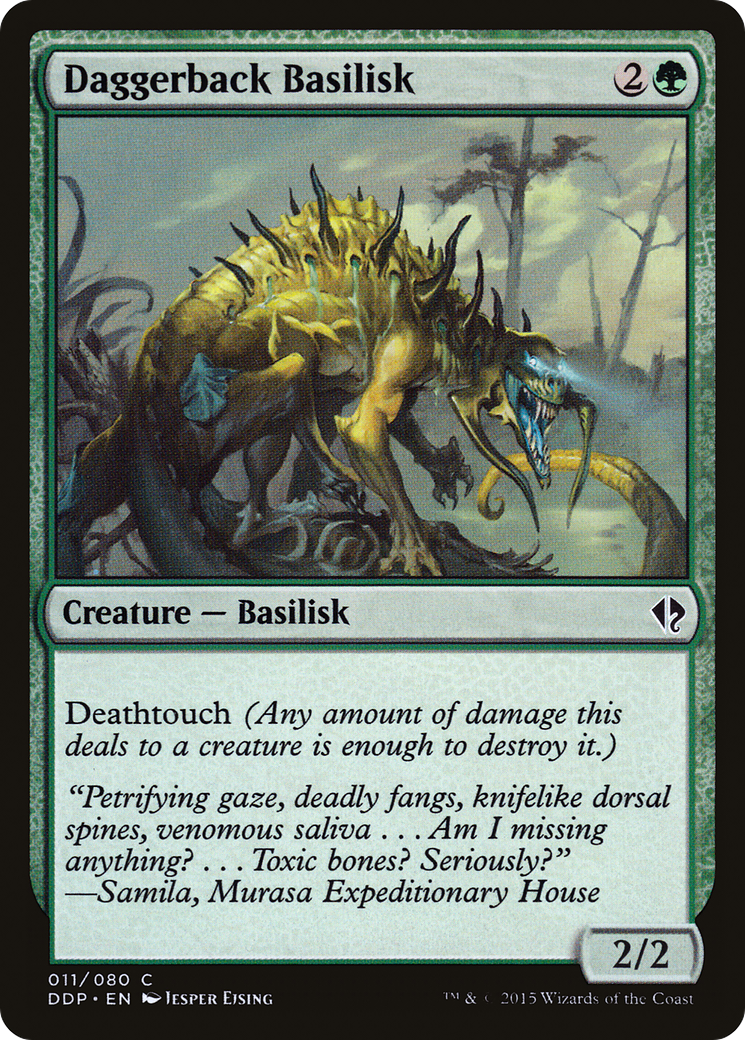 Daggerback Basilisk 2
Creature — Basilisk
Deathtouch (Any amount of damage this
deals to a creature is enough to destroy it.)
“Petrifying gaze, deadly fangs, knifelike dorsal
spines, venomous saliva . . . Am I missing
anything? . . . Toxic bones? Seriously?”
—Samila, Murasa Expeditionary House
2/2
011/080 C
DDP • EN Jesper Ejsing
™ & © 2015 Wizards of the Coast